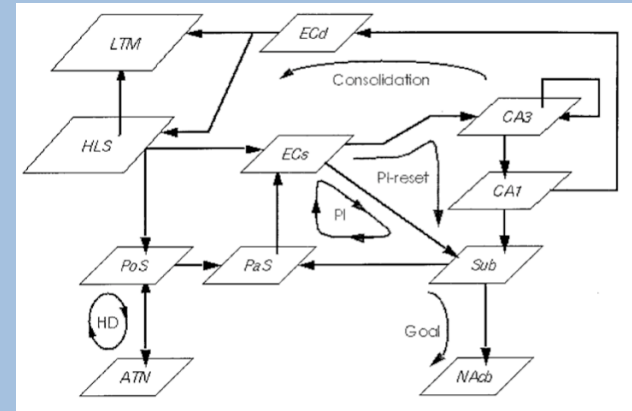 LTM
ECd
Consolidation
CA3
HLS
ECs
PI-reset
CA1
PI
PoS
PaS
Sub
HD
Goal
ATN
NAcb